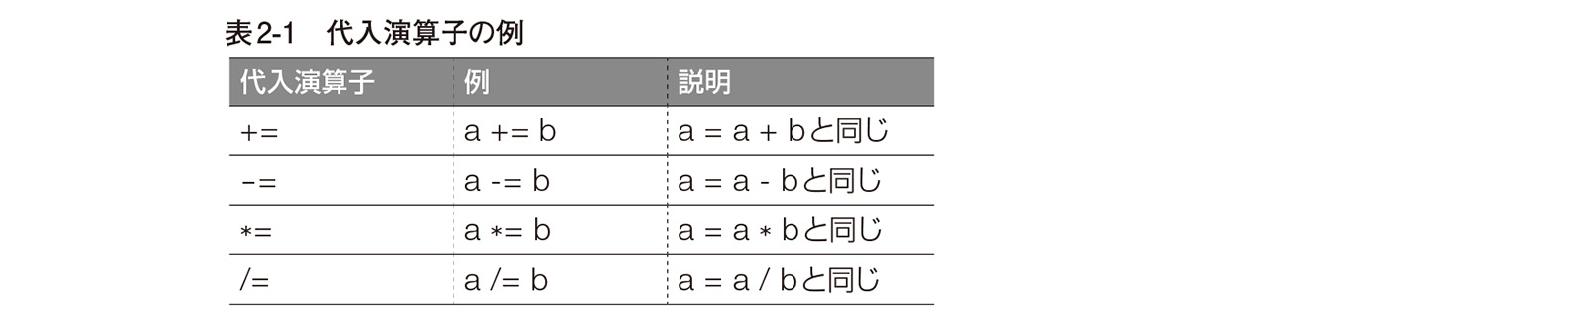 表2-1　代入演算子の例
代入演算子 例 説明
+= a += b a = a + bと同じ
-= a -= b a = a - bと同じ
*= a *= b a = a * bと同じ
/= a /= b a = a / bと同じ